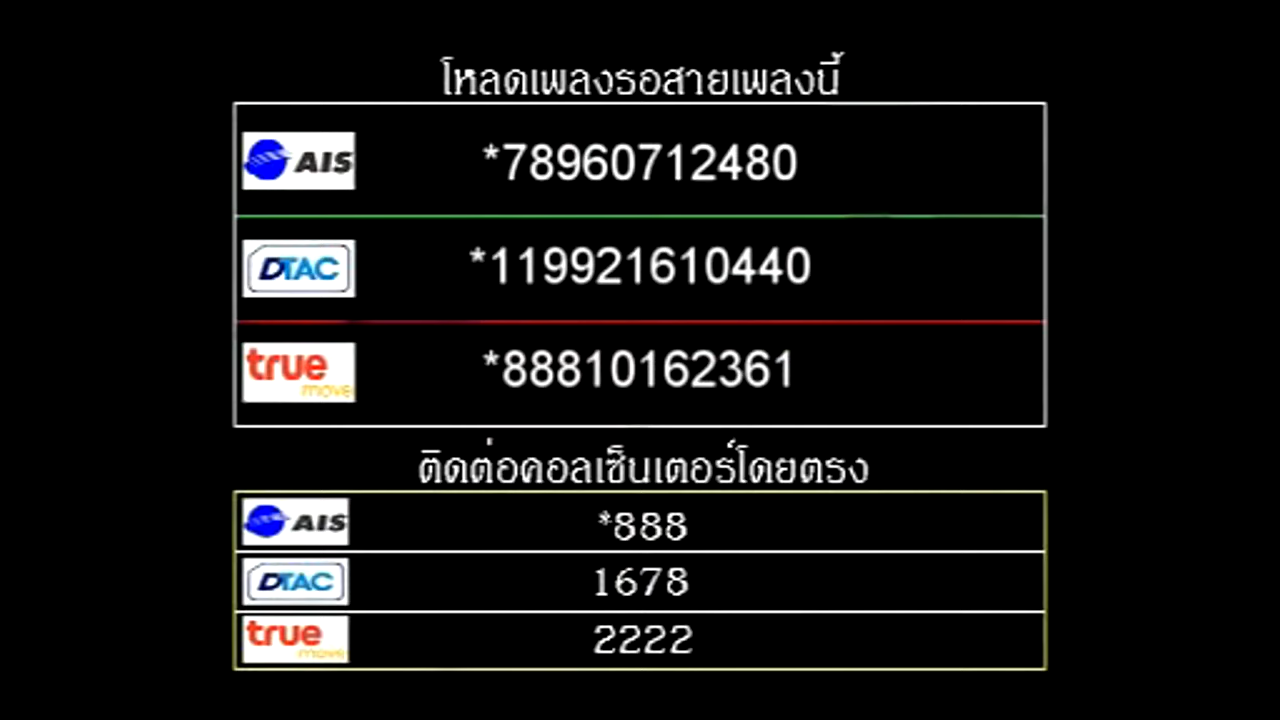 โหลดเพลงรอสายเพลงนี้
AIS *78960712480
DTAC *119921610440
true move *88810162361
ติดต่อคอลเซ็นเตอร์โดยตรง
AIS *888
DTAC 1678
true move 2222